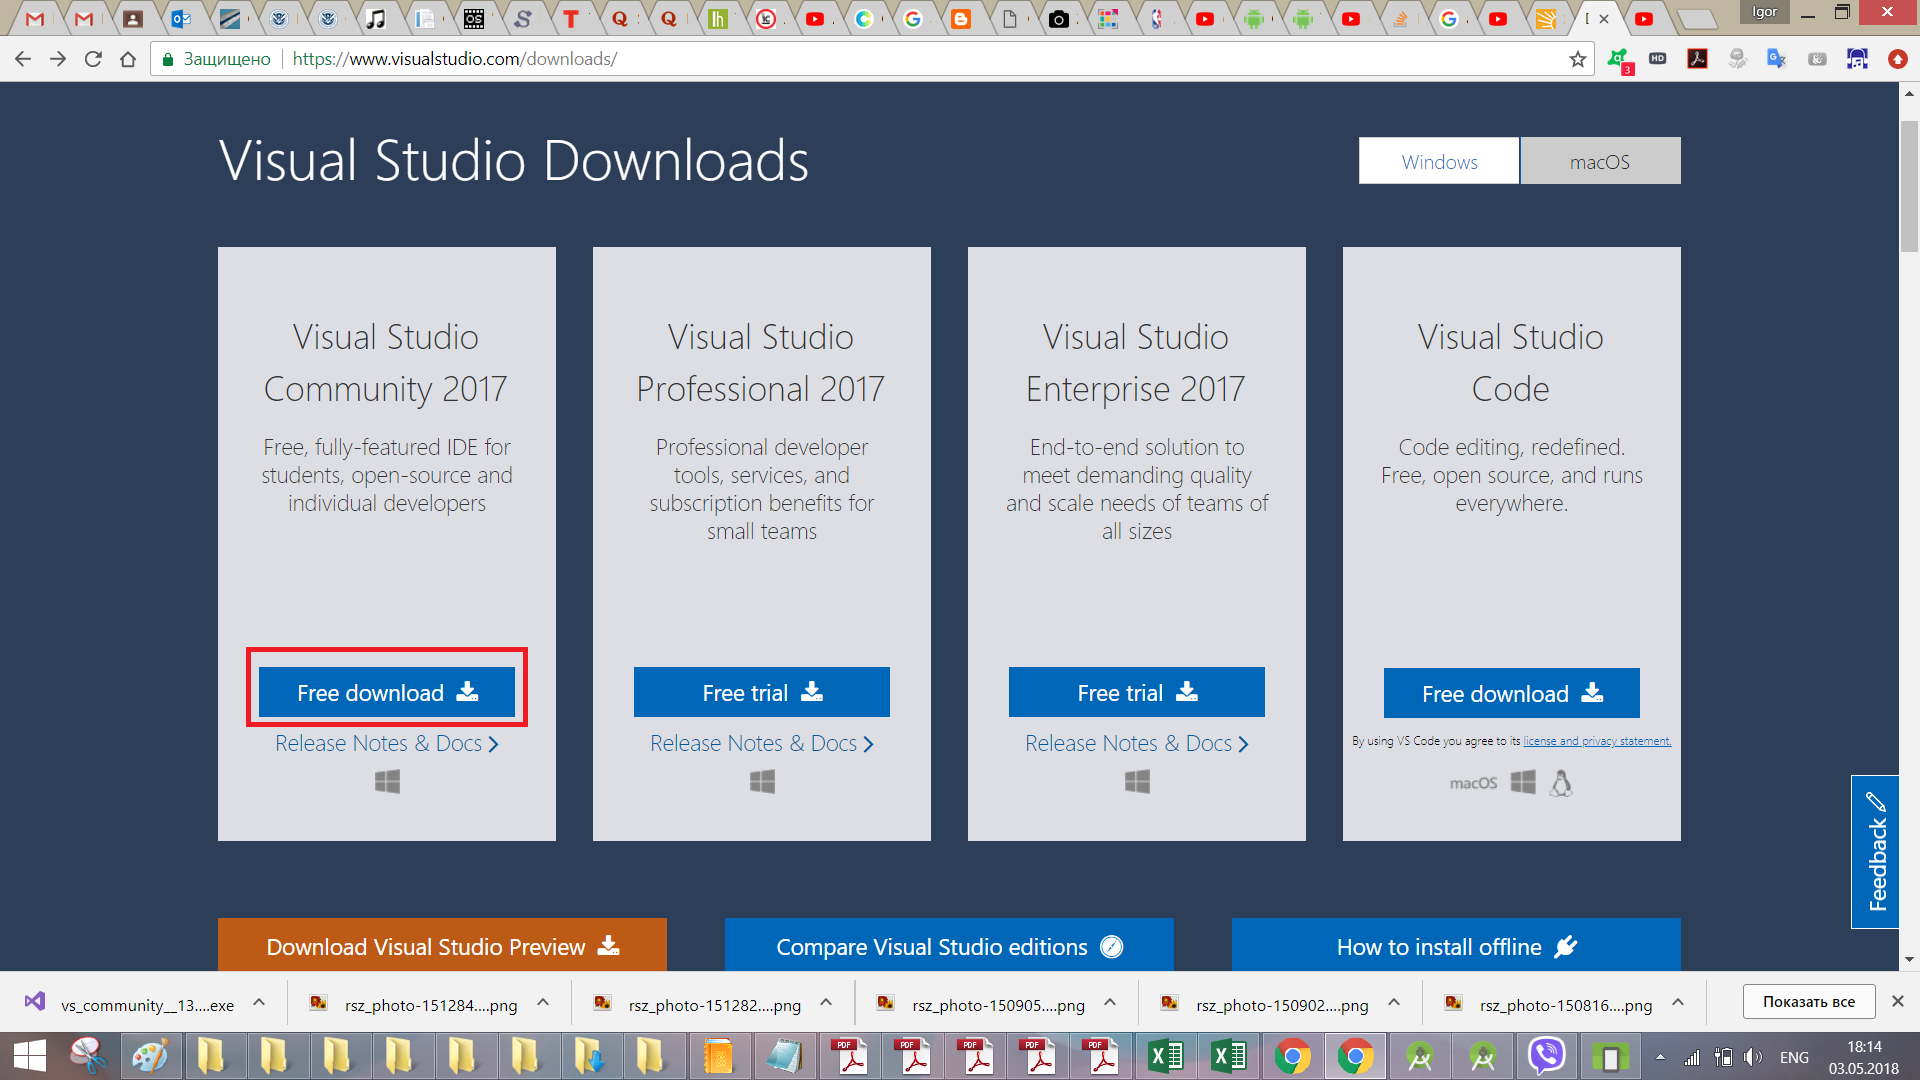 Igor
Защищено
https://www.visualstudio.com/downloads/
3
HD
Visual Studio Downloads
Windows
macOS
Visual Studio
Community 2017
Free, fully-featured IDE for
students, open-source and
individual developers
Free download
Release Notes & Docs
Visual Studio
Professional 2017
Professional developer
tools, services, and
subscription benefits for
small teams
Free trial
Release Notes & Docs
Visual Studio
Enterprise 2017
End-to-end solution to
meet demanding quality
and scale needs of teams of
all sizes
Free trial
Release Notes & Docs
Visual Studio
Code
Code editing, redefined.
Free, open source, and runs
everywhere.
Free download
By using VS Code you agree to its license and privacy statement.
macOS
Feedback
Download Visual Studio Preview
Compare Visual Studio editions
How to install offline
vs_community__13....exe
rsz_photo-151284....png
rsz_photo-151282....png
rsz_photo-150905....png
rsz_photo-150902....png
rsz_photo-150816....png
Показать все
PDF
PDF
PDF
PDF
PDF
ENG
18:14
03.05.2018